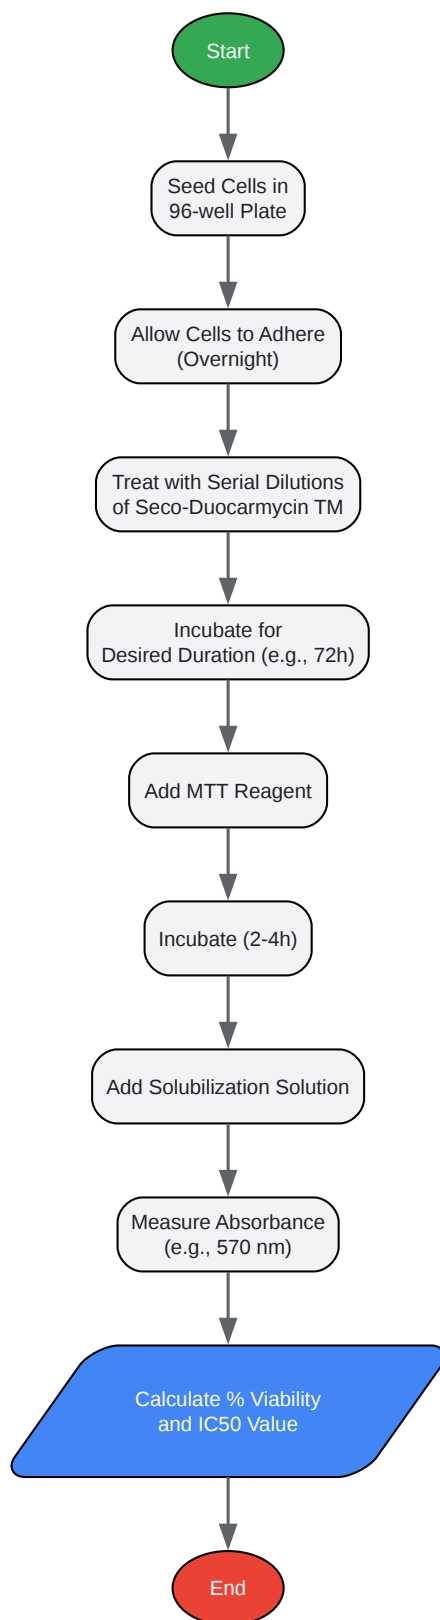 Start
Seed Cells in
96-well Plate
Allow Cells to Adhere
(Overnight)
Treat with Serial Dilutions
of Seco-Duocarmycin TM
Incubate for
Desired Duration (e.g., 72h)
Add MTT Reagent
Incubate (2-4h)
Add Solubilization Solution
Measure Absorbance
(e.g., 570 nm)
Calculate % Viability
and IC50 Value
End